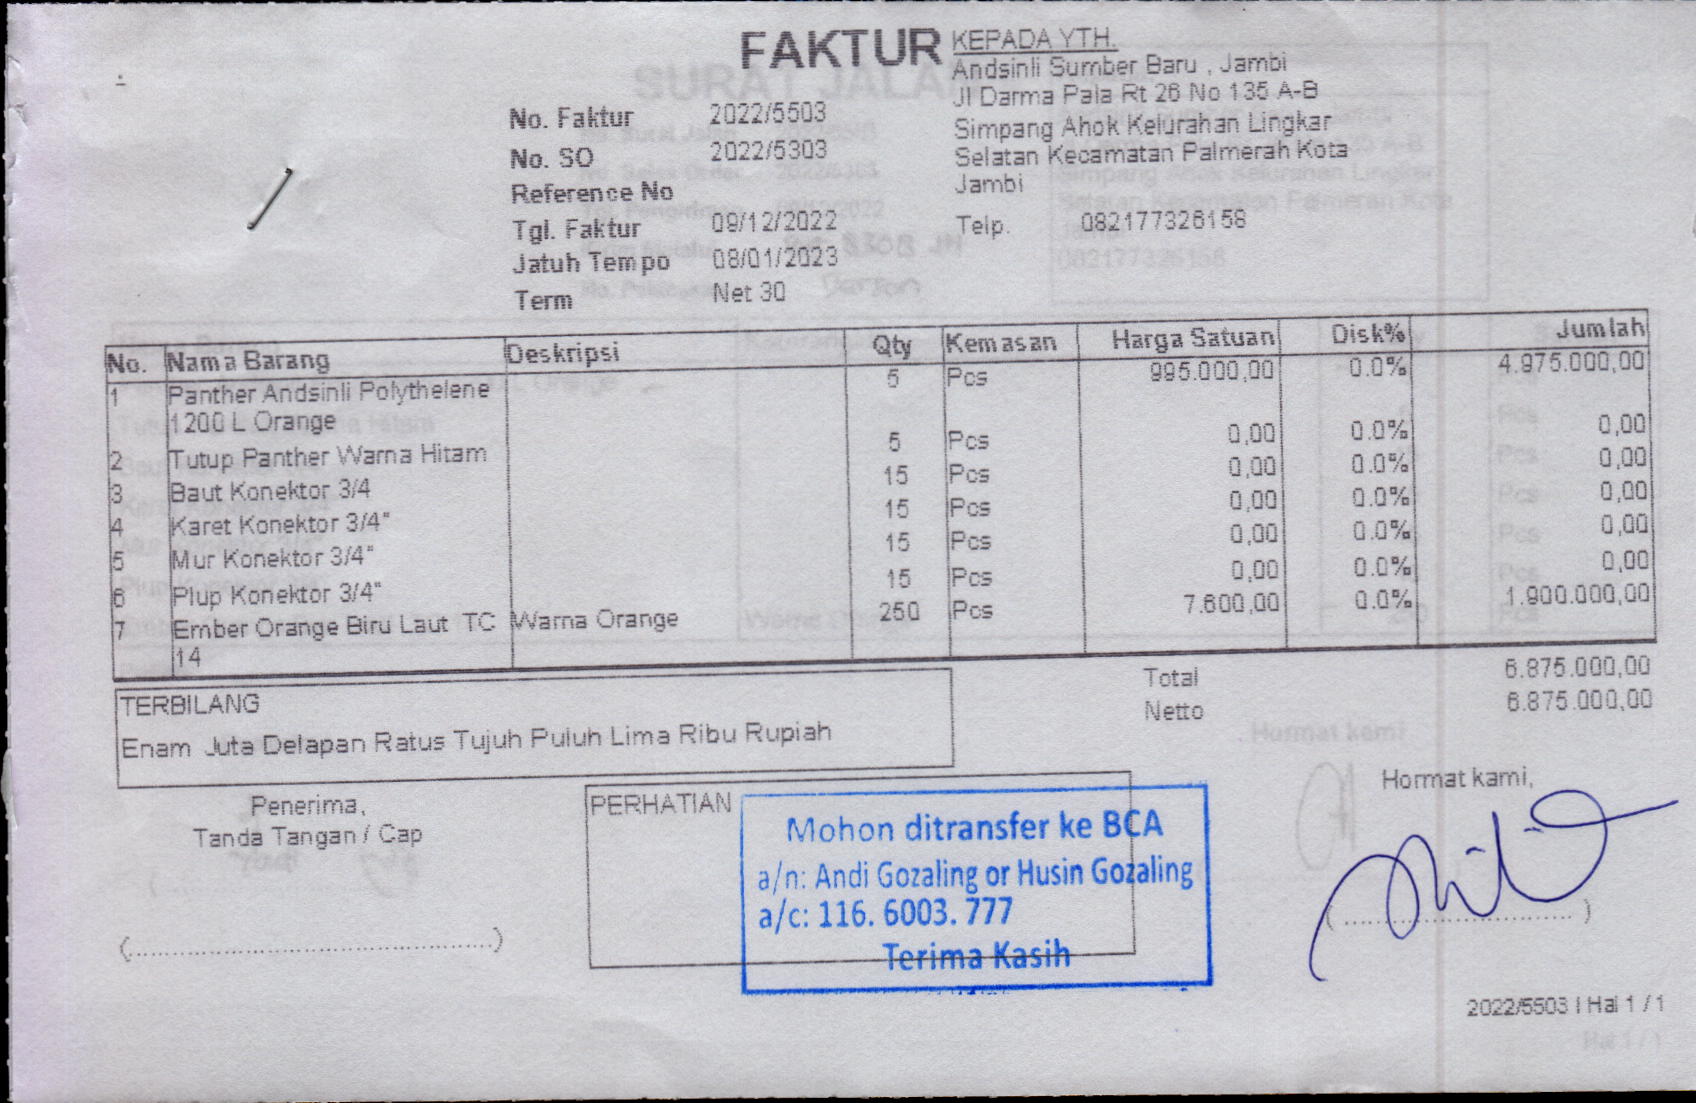 FAKTUR
KEPADA YTH.
Andsinli Sumber Baru , Jambi
Jl Darma Pala Rt 26 No 135 A-B
Simpang Ahok Kelurahan Lingkar
Selatan Kecamatan Palmerah Kota
Jambi
Telp. 082177326158
No. Faktur 2022/5503
No. SO 2022/5303
Reference No
Tgl. Faktur 09/12/2022
Jatuh Tempo 08/01/2023
Term Net 30
No. Nama Barang Deskripsi Qty Kemasan Harga Satuan Disk% Jumlah
1 Panther Andsinli Polythelene 5 Pcs 995.000,00 0.0% 4.975.000,00
1200 L Orange
2 Tutup Panther Warna Hitam 5 Pcs 0,00 0.0% 0,00
3 Baut Konektor 3/4 15 Pcs 0,00 0.0% 0,00
4 Karet Konektor 3/4" 15 Pcs 0,00 0.0% 0,00
5 Mur Konektor 3/4" 15 Pcs 0,00 0.0% 0,00
6 Plup Konektor 3/4" 15 Pcs 0,00 0.0% 0,00
7 Ember Orange Biru Laut TC Warna Orange 250 Pcs 7.600,00 0.0% 1.900.000,00
14
Total 6.875.000,00
Netto 6.875.000,00
TERBILANG
Enam Juta Delapan Ratus Tujuh Puluh Lima Ribu Rupiah
Penerima,
Tanda Tangan / Cap
(..........................................................)
PERHATIAN
Mohon ditransfer ke BCA
a/n: Andi Gozaling or Husin Gozaling
a/c: 116. 6003. 777
Terima Kasih
Hormat kami,
(....................................)
2022/5503 | Hal 1 / 1